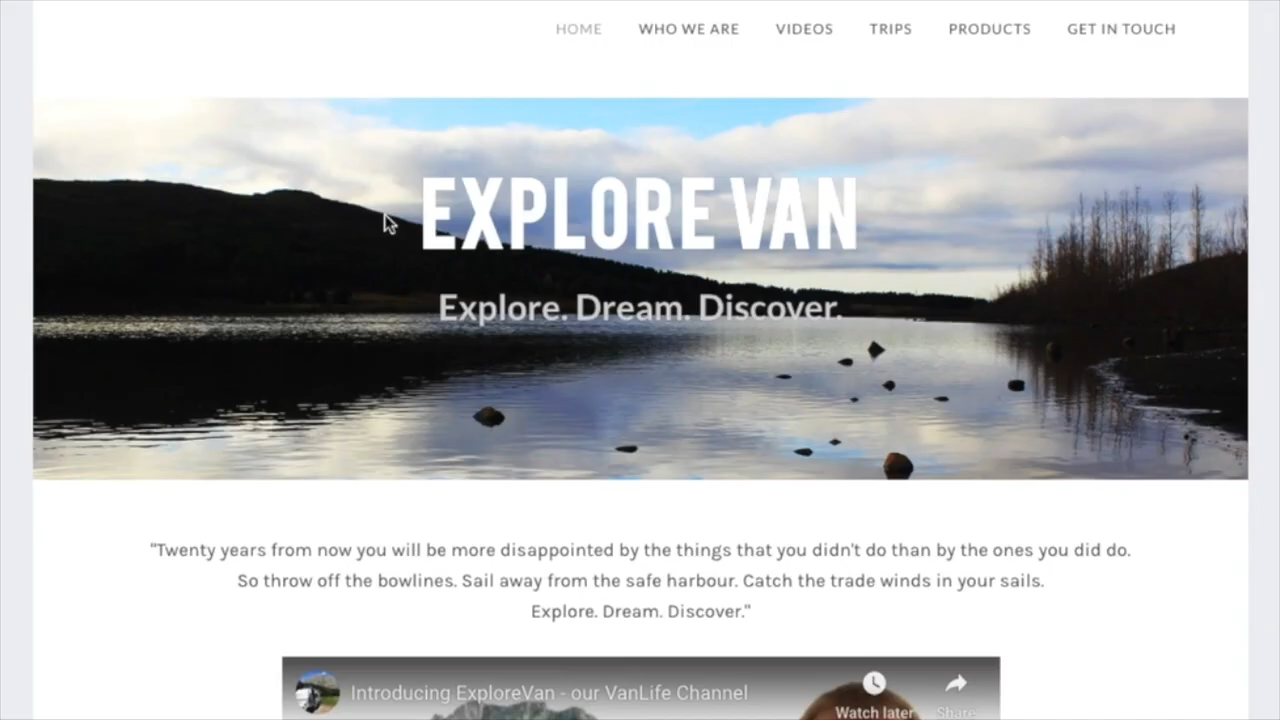 HOME WHO WE ARE VIDEOS TRIPS PRODUCTS GET IN TOUCH
EXPLORE VAN
Explore. Dream. Discover.
"Twenty years from now you will be more disappointed by the things that you didn't do than by the ones you did do.
So throw off the bowlines. Sail away from the safe harbour. Catch the trade winds in your sails.
Explore. Dream. Discover."
Introducing ExploreVan - our VanLife Channel
Watch later Share